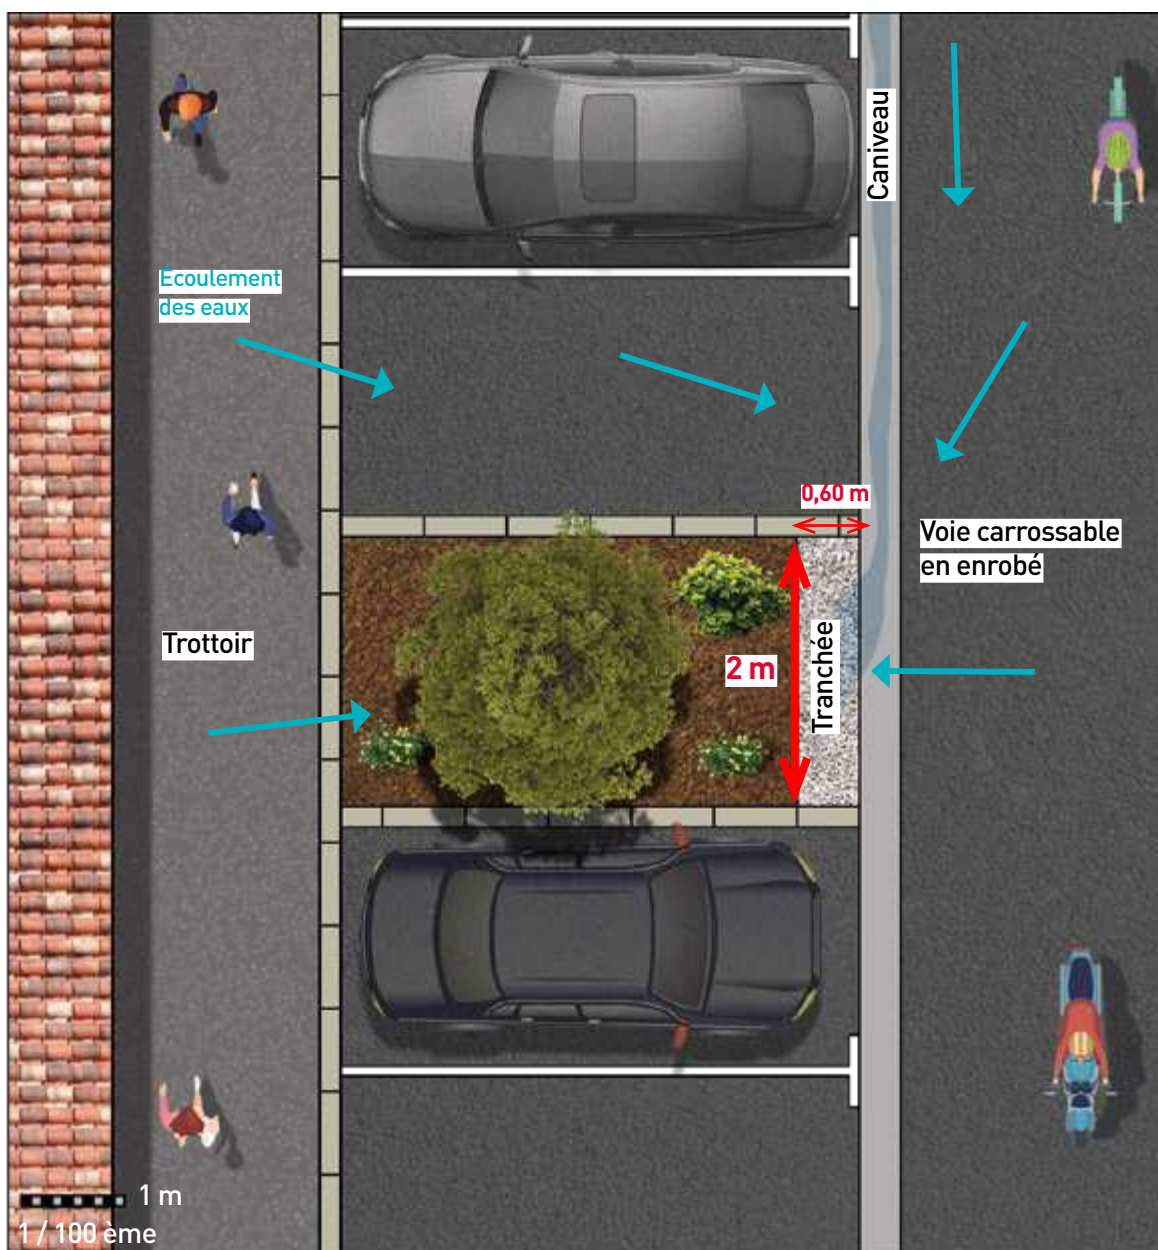 Caniveau
Écoulement
des eaux
0,60 m
Voie carrossable
en enrobé
Trottoir
2 m
Tranchée
1 m
1 / 100 ème